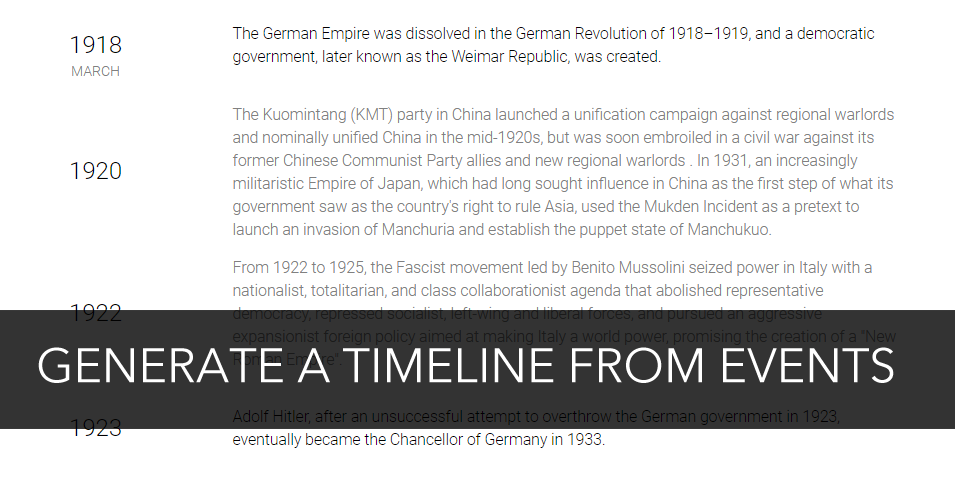 1918
MARCH
The German Empire was dissolved in the German Revolution of 1918–1919, and a democratic
government, later known as the Weimar Republic, was created.
1920
The Kuomintang (KMT) party in China launched a unification campaign against regional warlords
and nominally unified China in the mid-1920s, but was soon embroiled in a civil war against its
former Chinese Communist Party allies and new regional warlords . In 1931, an increasingly
militaristic Empire of Japan, which had long sought influence in China as the first step of what its
government saw as the country's right to rule Asia, used the Mukden Incident as a pretext to
launch an invasion of Manchuria and establish the puppet state of Manchukuo.
1922
From 1922 to 1925, the Fascist movement led by Benito Mussolini seized power in Italy with a
nationalist, totalitarian, and class collaborationist agenda that abolished representative
democracy, repressed socialist, left-wing and liberal forces, and pursued an aggressive
expansionist foreign policy aimed at making Italy a world power, promising the creation of a "New
Roman Empire".
GENERATE A TIMELINE FROM EVENTS
1923
Adolf Hitler, after an unsuccessful attempt to overthrow the German government in 1923,
eventually became the Chancellor of Germany in 1933.